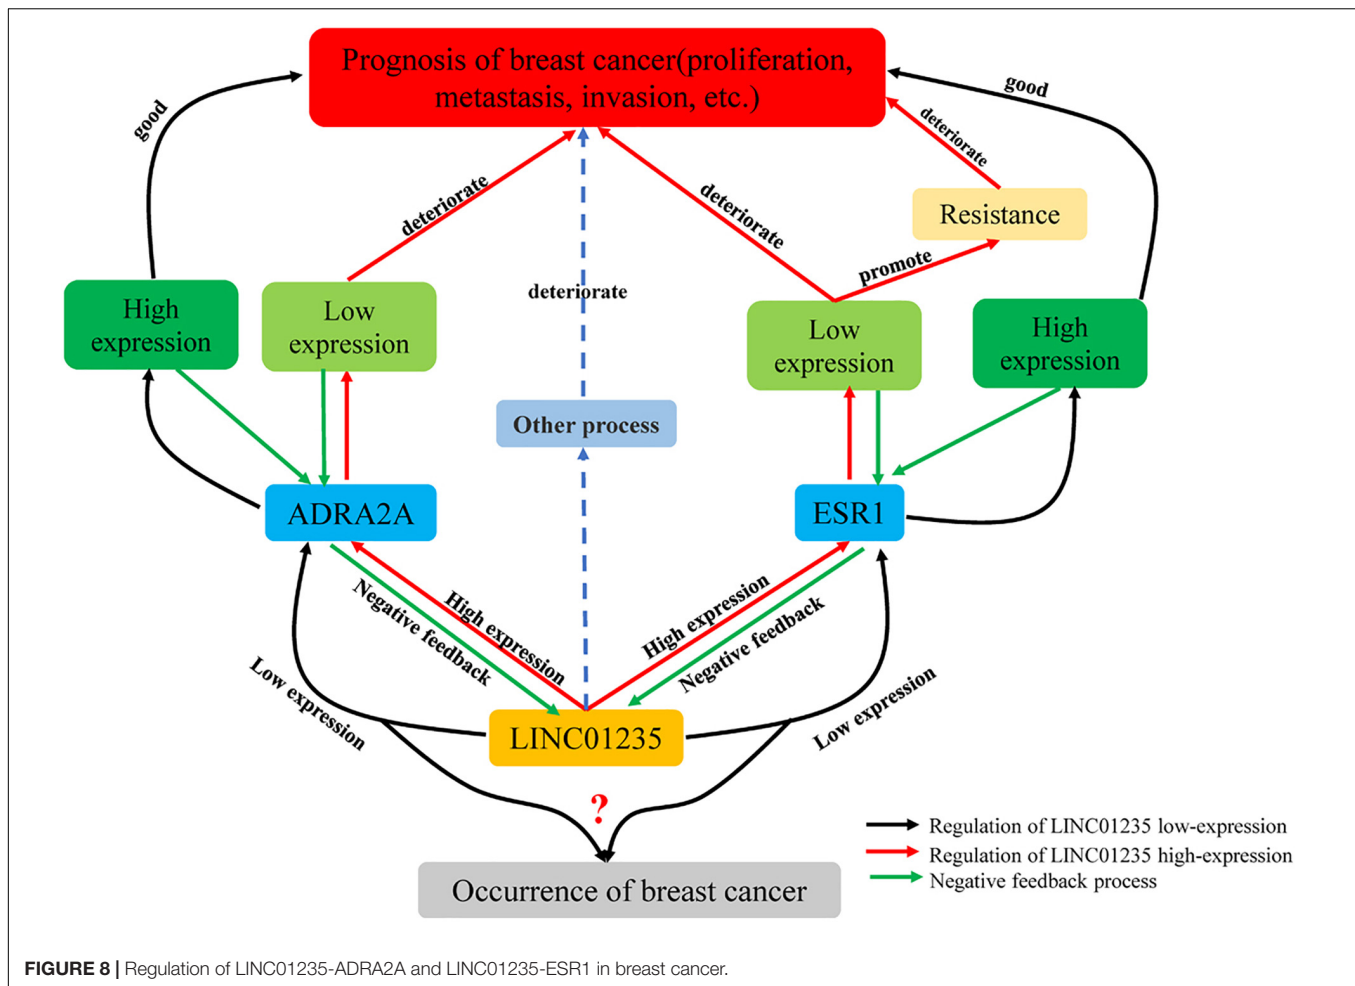 Prognosis of breast cancer(proliferation,
metastasis, invasion, etc.)
good
good
deteriorate
deteriorate
deteriorate
Resistance
promote
deteriorate
High
expression
Low
expression
Low
expression
High
expression
Other process
ADRA2A
ESR1
High expression
Negative feedback
High expression
Negative feedback
Low expression
Low expression
LINC01235
?
Occurrence of breast cancer
Regulation of LINC01235 low-expression
Regulation of LINC01235 high-expression
Negative feedback process
FIGURE 8 | Regulation of LINC01235-ADRA2A and LINC01235-ESR1 in breast cancer.